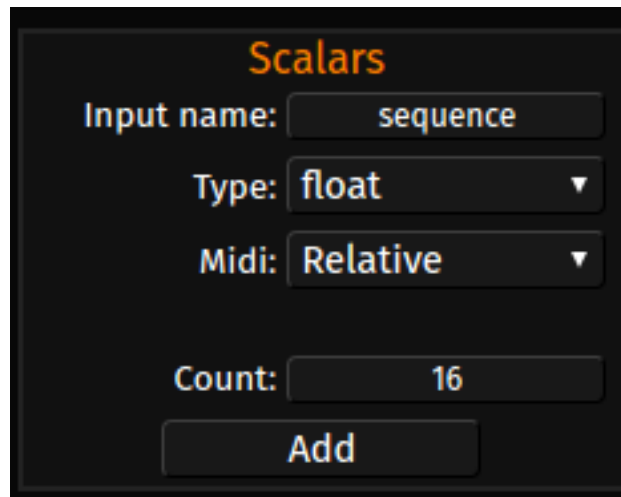 Scalars
Input name: sequence
Type: float
Midi: Relative
Count: 16
Add